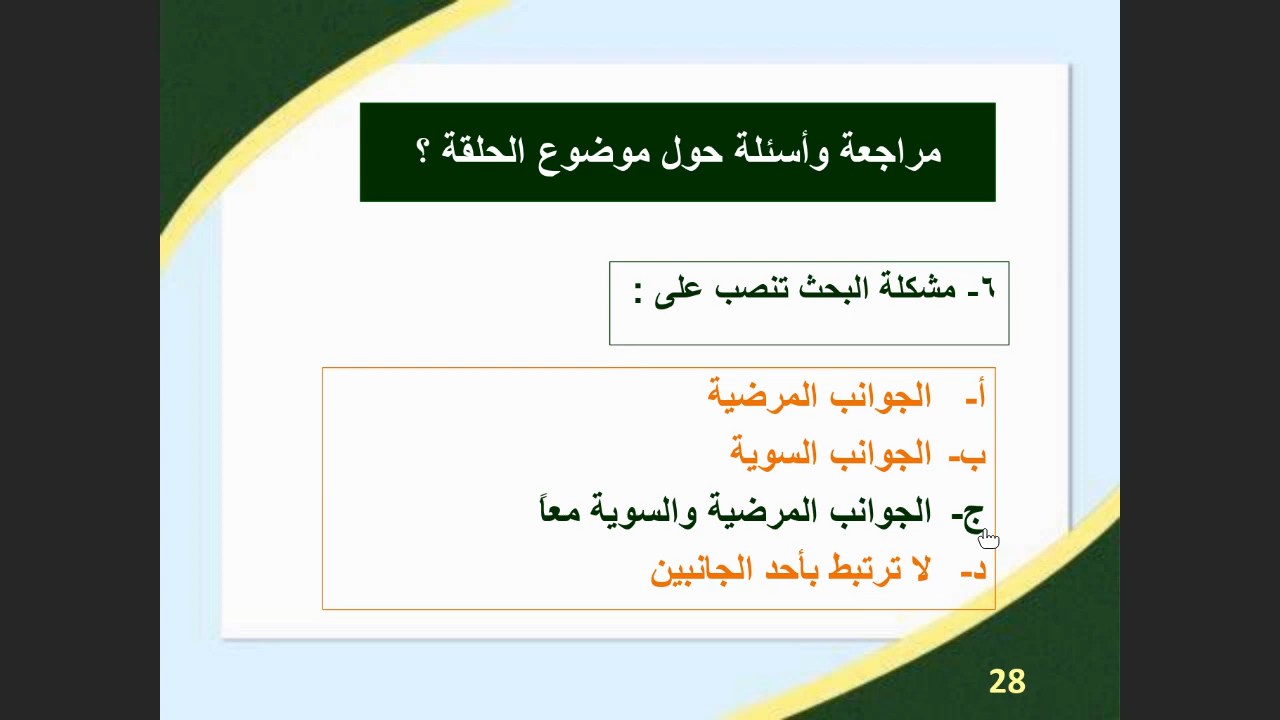 مراجعة وأسئلة حول موضوع الحلقة ؟
٦- مشكلة البحث تنصب على :
أ- الجوانب المرضية
ب- الجوانب السوية
ج- الجوانب المرضية والسوية معاً
د- لا ترتبط بأحد الجانبين
28